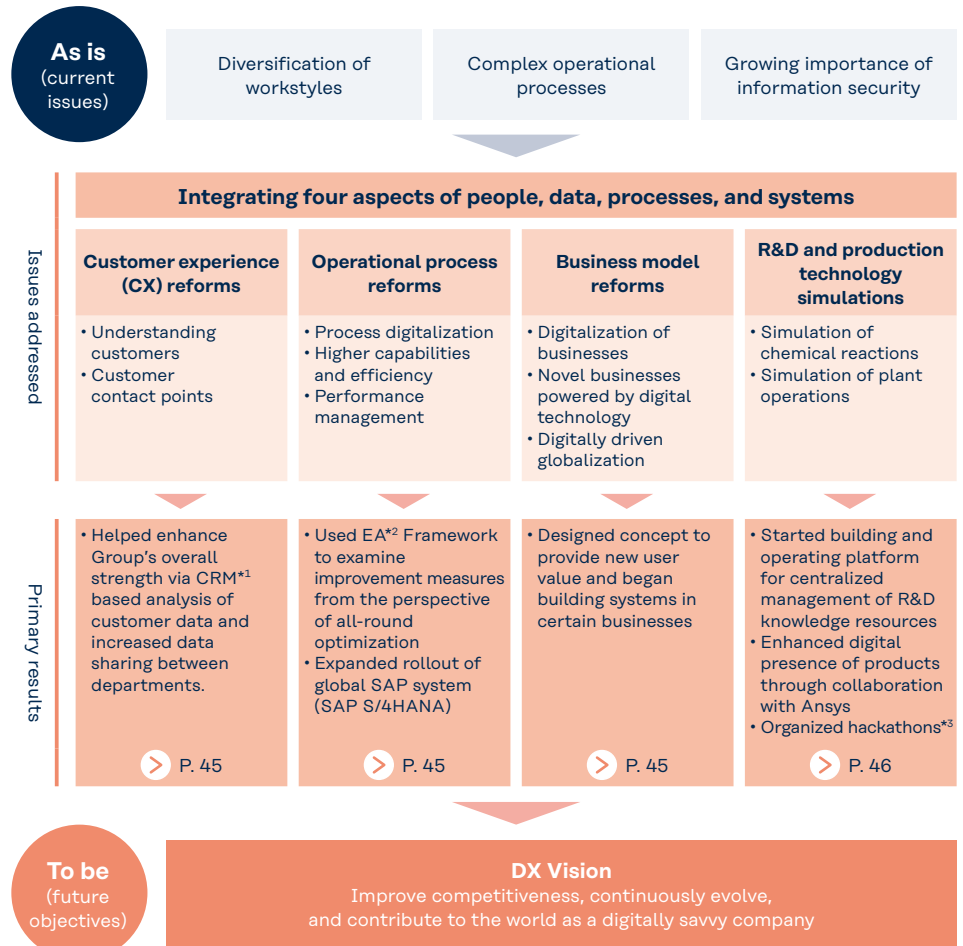 As is
(current
issues)
Diversification of
workstyles
Complex operational
processes
Growing importance of
information security
Issues addressed
Integrating four aspects of people, data, processes, and systems
Customer experience
(CX) reforms
• Understanding
customers
• Customer
contact points
Operational process
reforms
• Process digitalization
• Higher capabilities
and efficiency
• Performance
management
Business model
reforms
• Digitalization of
businesses
• Novel businesses
powered by digital
technology
• Digitally driven
globalization
R&D and production
technology
simulations
• Simulation of
chemical reactions
• Simulation of plant
operations
Primary results
• Helped enhance
Group's overall
strength via CRM*1
based analysis of
customer data and
increased data
sharing between
departments.
P. 45
• Used EA*2 Framework
to examine
improvement measures
from the perspective
of all-round
optimization
• Expanded rollout of
global SAP system
(SAP S/4HANA)
P. 45
• Designed concept to
provide new user
value and began
building systems in
certain businesses
P. 45
• Started building and
operating platform
for centralized
management of R&D
knowledge resources
• Enhanced digital
presence of products
through collaboration
with Ansys
• Organized hackathons*3
P. 46
To be
(future
objectives)
DX Vision
Improve competitiveness, continuously evolve,
and contribute to the world as a digitally savvy company